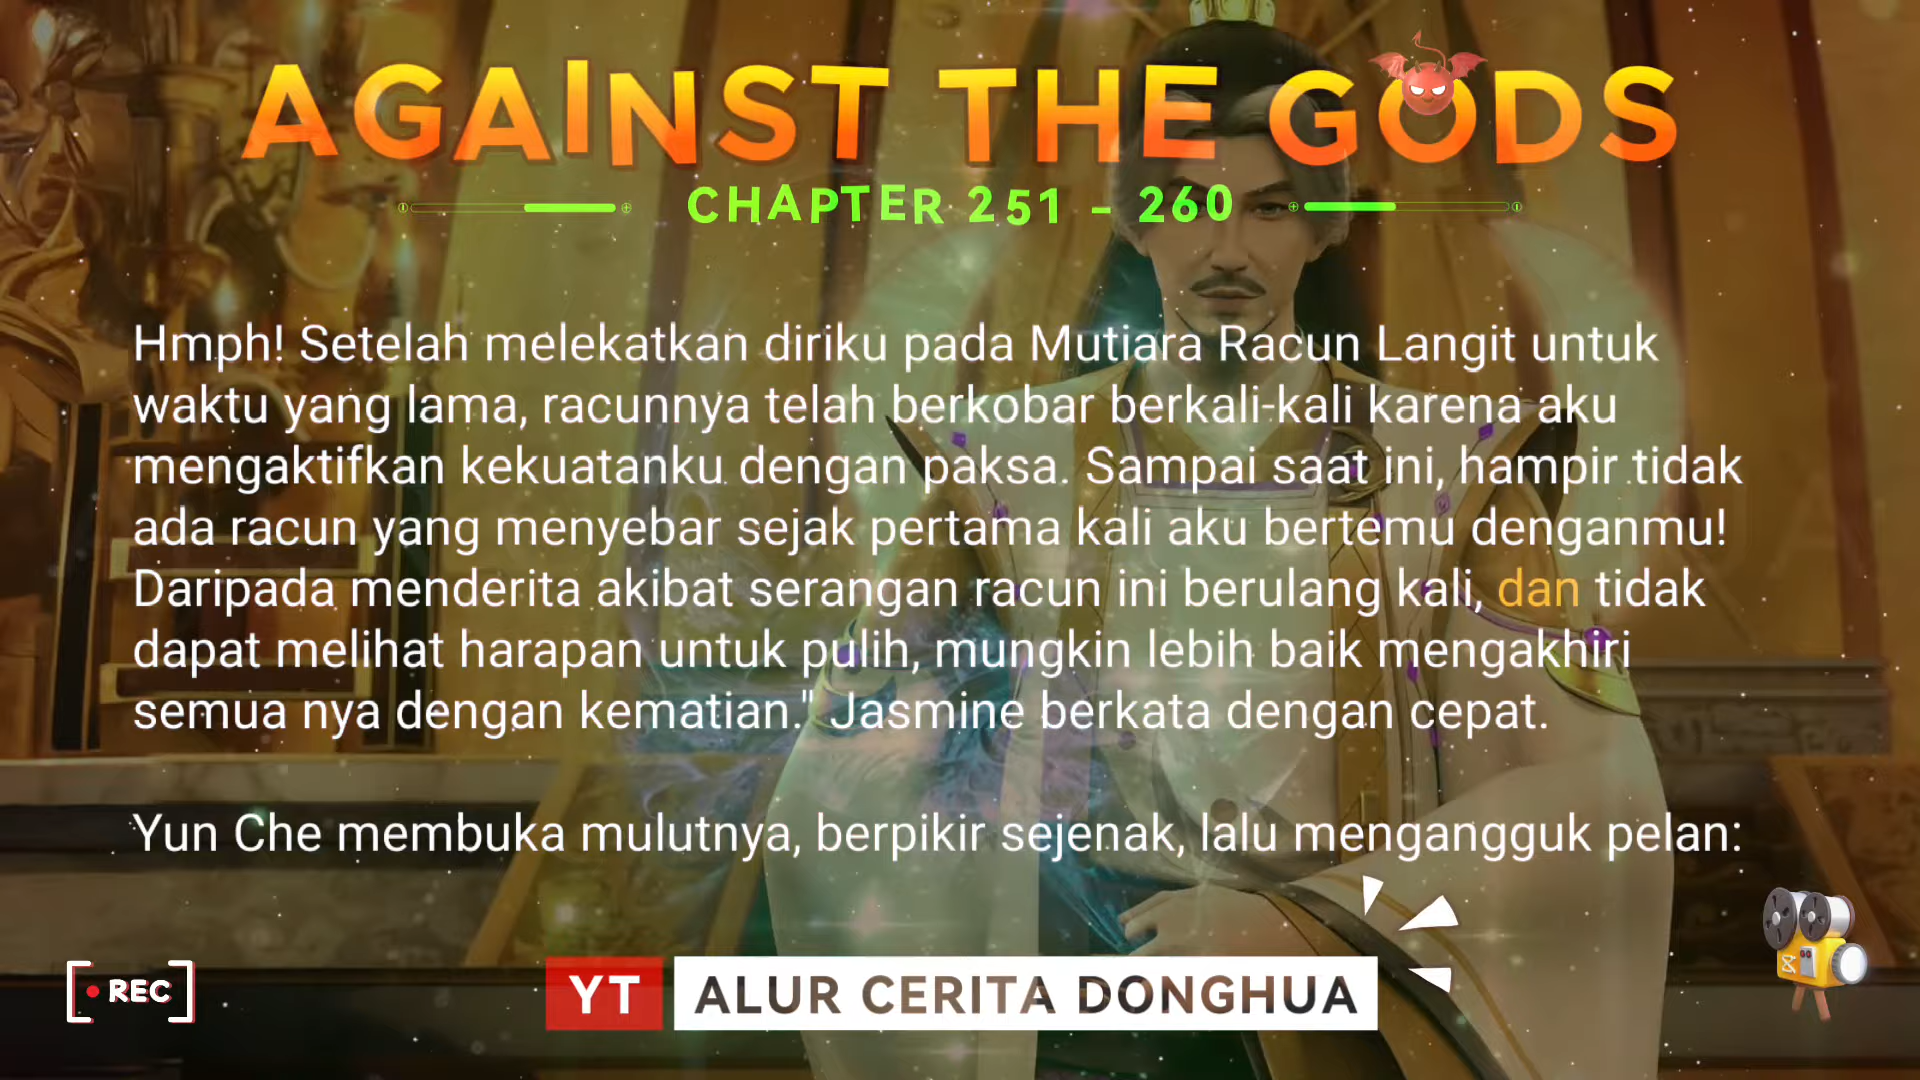 AGAINST THE GODS
CHAPTER 251 - 260
Hmph! Setelah melekatkan diriku pada Mutiara Racun Langit untuk
waktu yang lama, racunnya telah berkobar berkali-kali karena aku
mengaktifkan kekuatanku dengan paksa. Sampai saat ini, hampir tidak
ada racun yang menyebar sejak pertama kali aku bertemu denganmu!
Daripada menderita akibat serangan racun ini berulang kali, dan tidak
dapat melihat harapan untuk pulih, mungkin lebih baik mengakhiri
semua nya dengan kematian." Jasmine berkata dengan cepat.
Yun Che membuka mulutnya, berpikir sejenak, lalu mengangguk pelan:
REC
YT ALUR CERITA DONGHUA